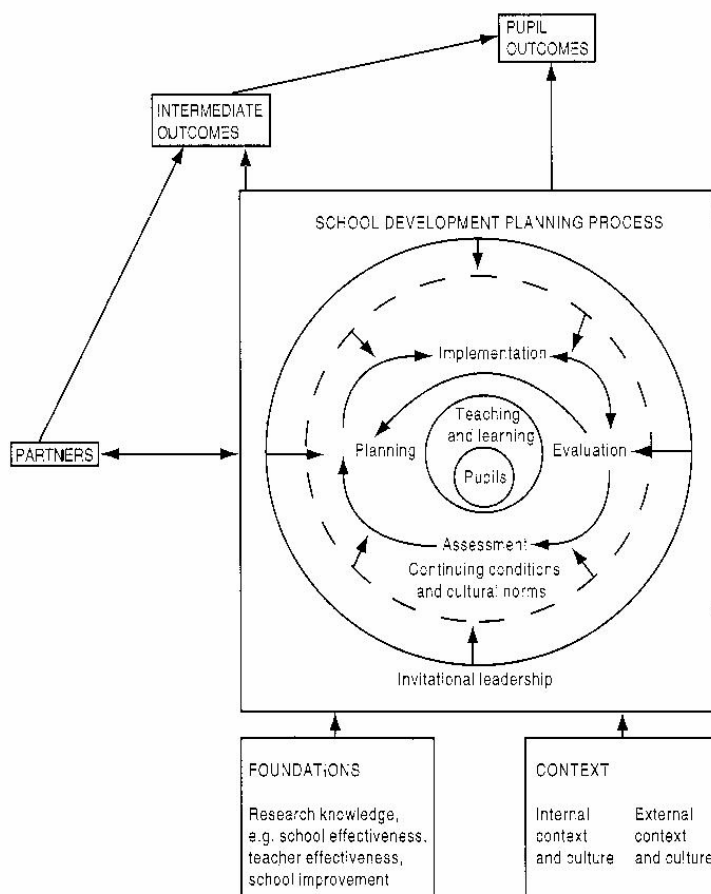 PUPIL
OUTCOMES
INTERMEDIATE
OUTCOMES
SCHOOL DEVELOPMENT PLANNING PROCESS
Implementation
Teaching
and learning
PARTNERS
Planning
Evaluation
Pupils
Assessment
Continuing conditions
and cultural norms
Invitational leadership
FOUNDATIONS
Research knowledge,
e.g. school effectiveness,
teacher effectiveness,
school improvement
CONTEXT
Internal
context
and culture
External
context
and culture